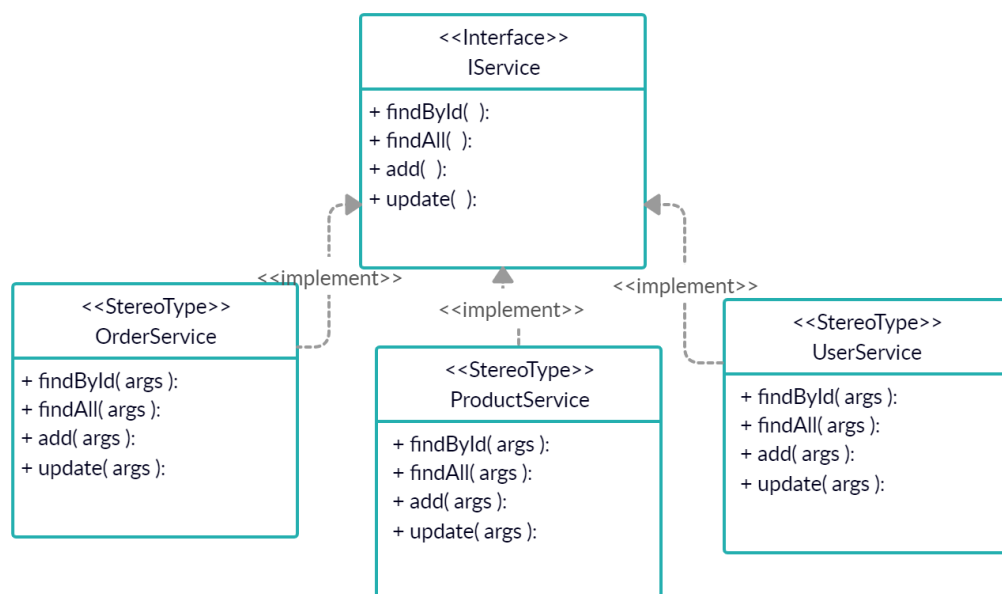 <<Interface>>
IService
+ findById(  ):
+ findAll(  ):
+ add(  ):
+ update(  ):
<<implement>>
<<implement>>
<<implement>>
<<StereoType>>
OrderService
+ findById( args ):
+ findAll( args ):
+ add( args ):
+ update( args ):
<<StereoType>>
ProductService
+ findById( args ):
+ findAll( args ):
+ add( args ):
+ update( args ):
<<StereoType>>
UserService
+ findById( args ):
+ findAll( args ):
+ add( args ):
+ update( args ):